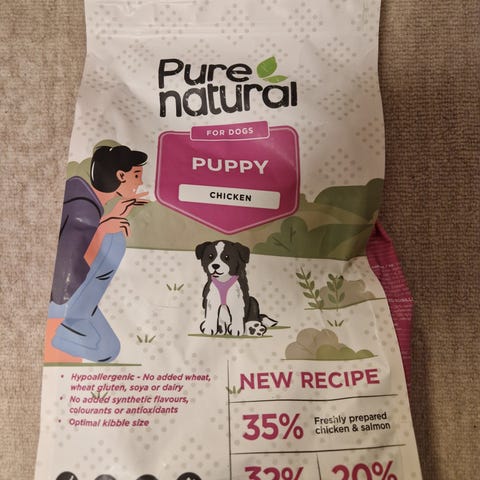 Pure
natural
FOR DOGS
PUPPY
CHICKEN
• Hypoallergenic - No added wheat,
wheat gluten, soya or dairy
• No added synthetic flavours,
colourants or antioxidants
• Optimal kibble size
NEW RECIPE
35% Freshly prepared
chicken & salmon
32% 20%